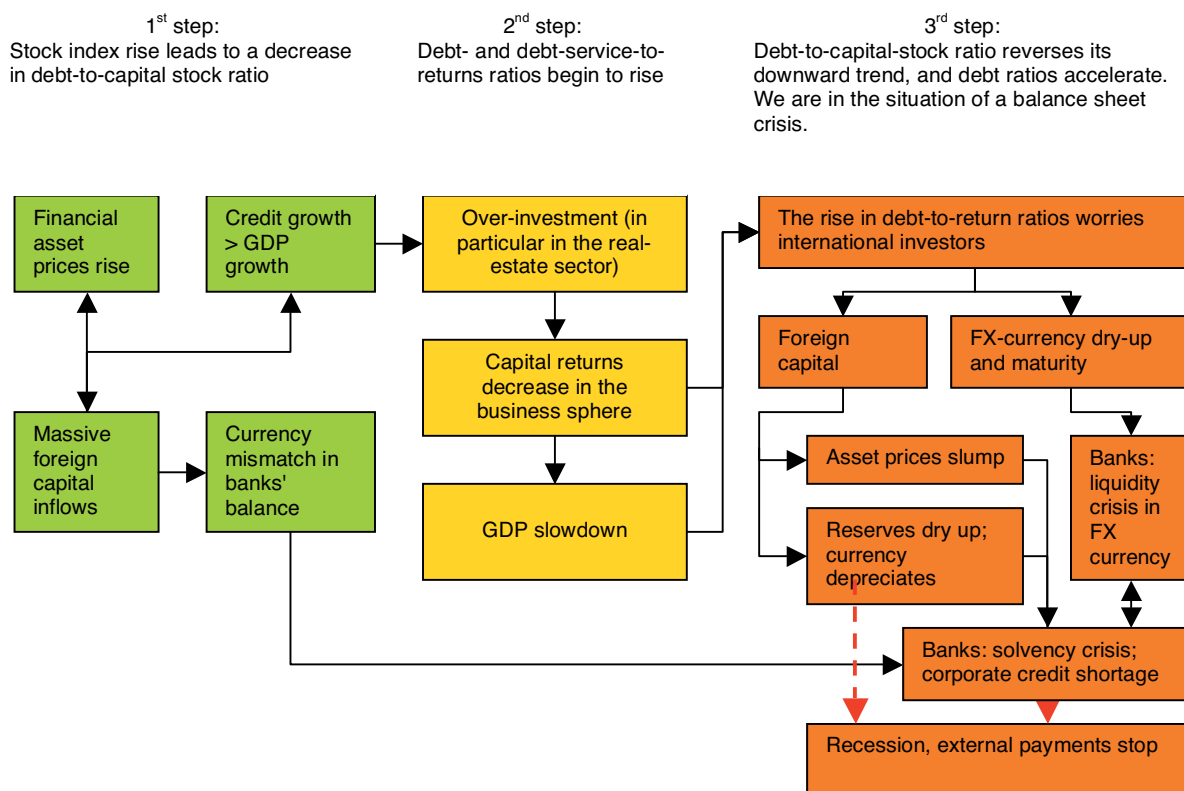 1st step:
Stock index rise leads to a decrease
in debt-to-capital stock ratio
2nd step:
Debt- and debt-service-to-
returns ratios begin to rise
3rd step:
Debt-to-capital-stock ratio reverses its
downward trend, and debt ratios accelerate.
We are in the situation of a balance sheet
crisis.
Financial
asset
prices rise
Credit growth
> GDP
growth
Over-investment (in
particular in the real-
estate sector)
The rise in debt-to-return ratios worries
international investors
Foreign
capital
FX-currency dry-up
and maturity
Capital returns
decrease in the
business sphere
Massive
foreign
capital
inflows
Currency
mismatch in
banks'
balance
Asset prices slump
Banks:
liquidity
crisis in
FX
currency
GDP slowdown
Reserves dry up;
currency
depreciates
Banks: solvency crisis;
corporate credit shortage
Recession, external payments stop